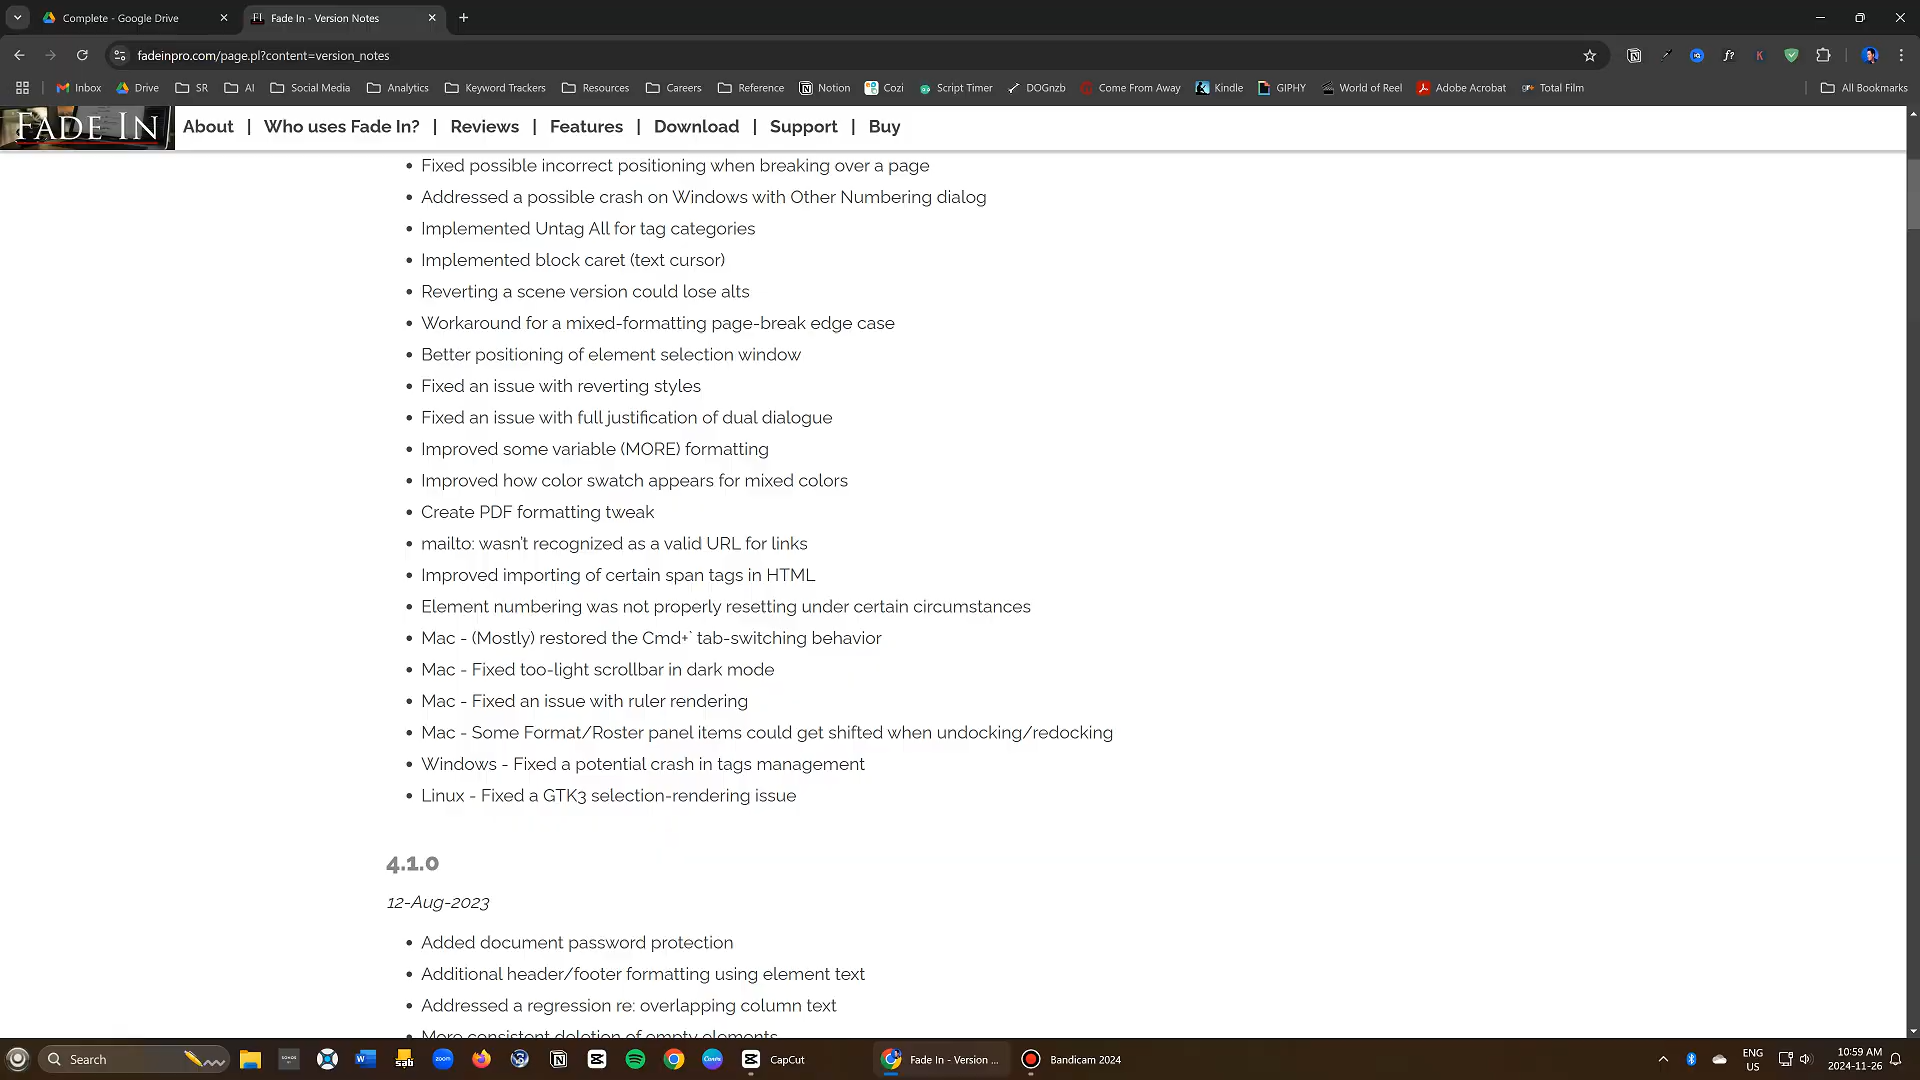 Complete - Google Drive
Fade In - Version Notes
fadeinpro.com/page.pl?content=version_notes
Inbox
Drive
SR
AI
Social Media
Analytics
Keyword Trackers
Resources
Careers
Reference
Notion
Cozi
Script Timer
DOGnzb
Come From Away
Kindle
GIPHY
World of Reel
Adobe Acrobat
Total Film
All Bookmarks
FADE IN
About | Who uses Fade In? | Reviews | Features | Download | Support | Buy
• Fixed possible incorrect positioning when breaking over a page
• Addressed a possible crash on Windows with Other Numbering dialog
• Implemented Untag All for tag categories
• Implemented block caret (text cursor)
• Reverting a scene version could lose alts
• Workaround for a mixed-formatting page-break edge case
• Better positioning of element selection window
• Fixed an issue with reverting styles
• Fixed an issue with full justification of dual dialogue
• Improved some variable (MORE) formatting
• Improved how color swatch appears for mixed colors
• Create PDF formatting tweak
• mailto: wasn't recognized as a valid URL for links
• Improved importing of certain span tags in HTML
• Element numbering was not properly resetting under certain circumstances
• Mac - (Mostly) restored the Cmd+` tab-switching behavior
• Mac - Fixed too-light scrollbar in dark mode
• Mac - Fixed an issue with ruler rendering
• Mac - Some Format/Roster panel items could get shifted when undocking/redocking
• Windows - Fixed a potential crash in tags management
• Linux - Fixed a GTK3 selection-rendering issue
4.1.0
12-Aug-2023
• Added document password protection
• Additional header/footer formatting using element text
• Addressed a regression re: overlapping column text
• More consistent deletion of empty elements
Search
CapCut
Fade In - Version ...
Bandicam 2024
ENG
US
10:59 AM
2024-11-26